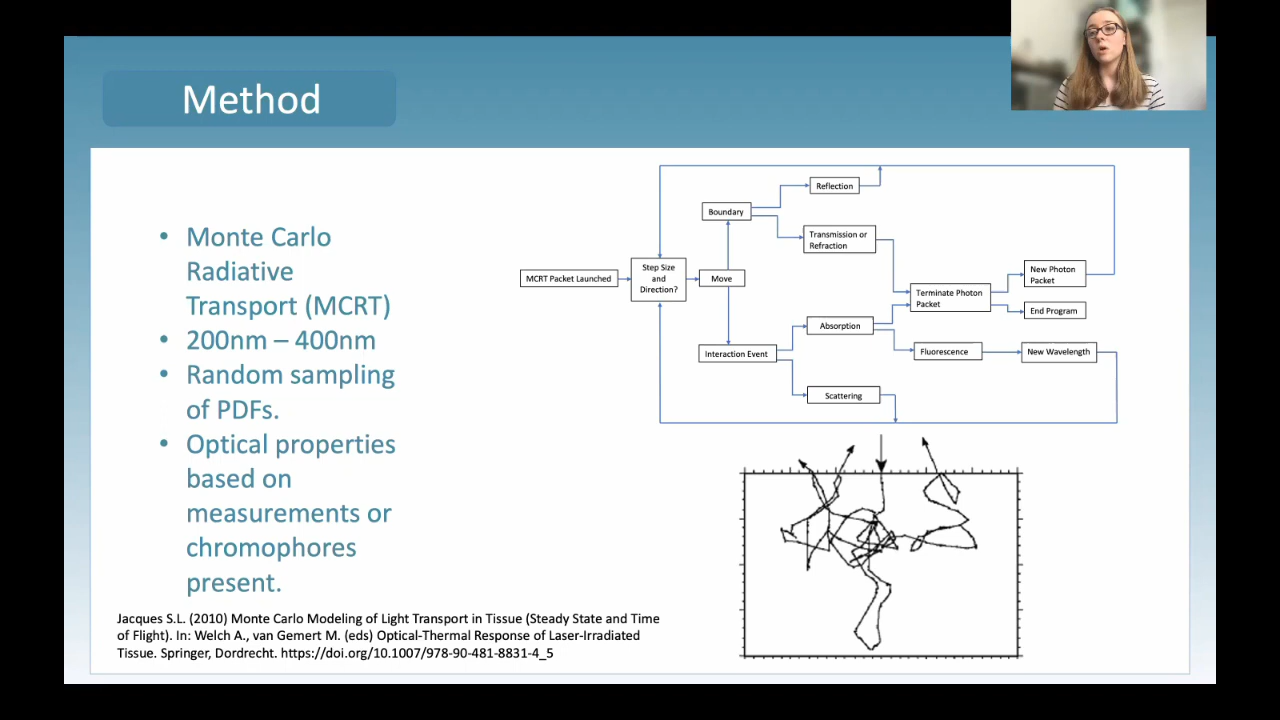 Method
• Monte Carlo
Radiative
Transport (MCRT)
• 200nm – 400nm
• Random sampling
of PDFs.
• Optical properties
based on
measurements or
chromophores
present.
Jacques S.L. (2010) Monte Carlo Modeling of Light Transport in Tissue (Steady State and Time
of Flight). In: Welch A., van Gemert M. (eds) Optical-Thermal Response of Laser-Irradiated
Tissue. Springer, Dordrecht. https://doi.org/10.1007/978-90-481-8831-4_5
MCRT Packet Launched
Step Size
and
Direction?
Move
Boundary
Reflection
Transmission or
Refraction
Interaction Event
Absorption
Scattering
Terminate Photon
Packet
Fluorescence
New Photon
Packet
End Program
New Wavelength